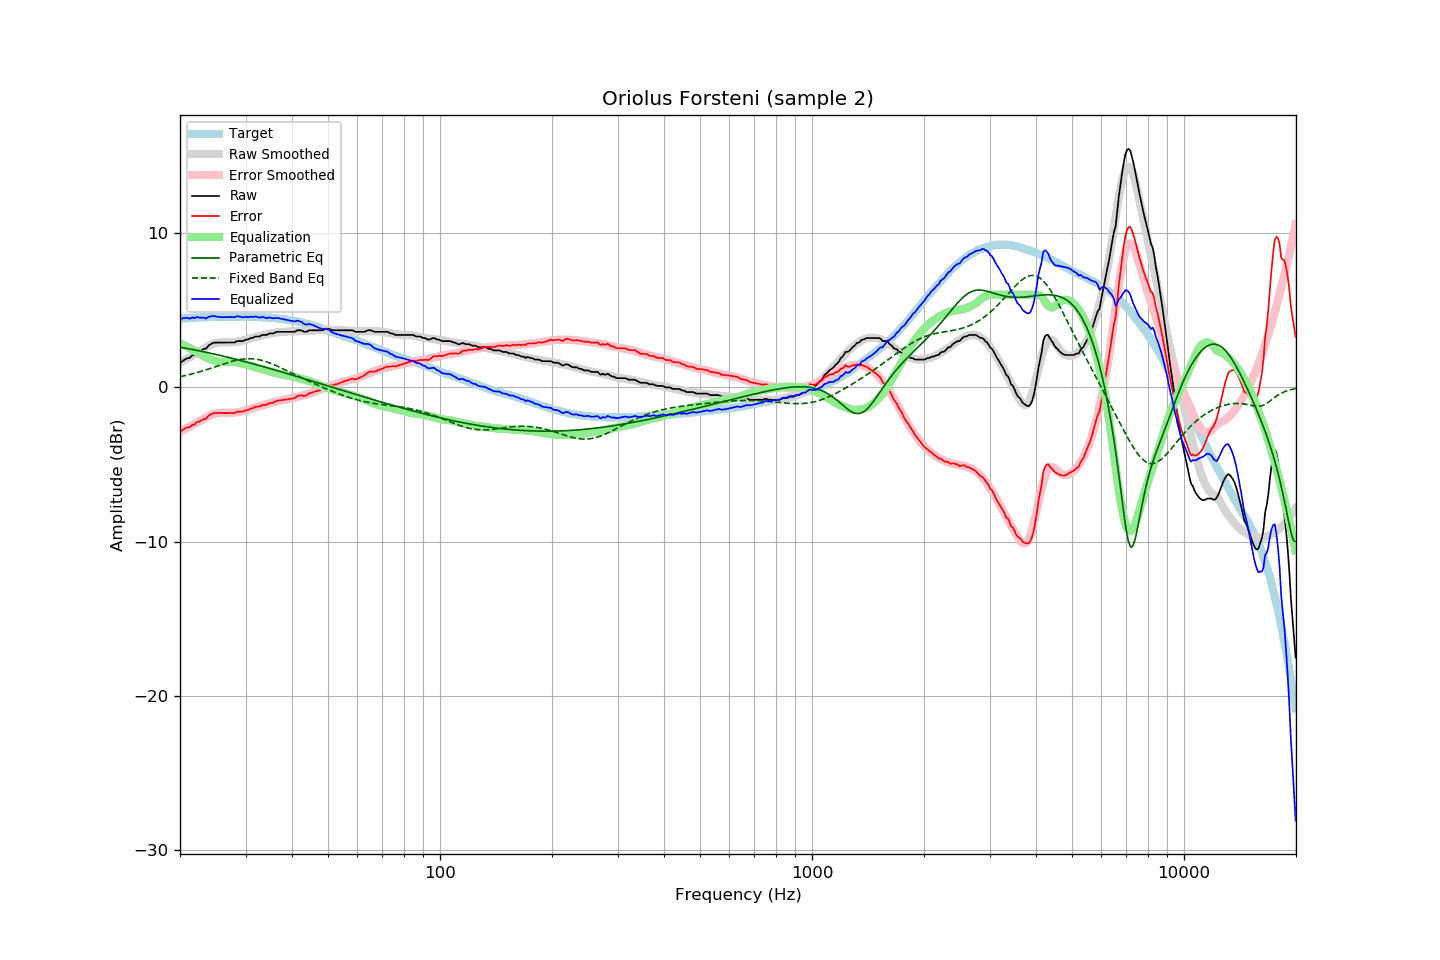 Oriolus Forsteni (sample 2)
Target
Raw Smoothed
Error Smoothed
Raw
Error
Equalization
Parametric Eq
Fixed Band Eq
Equalized
10
0
−10
−20
−30
Amplitude (dBr)
100
1000
10000
Frequency (Hz)